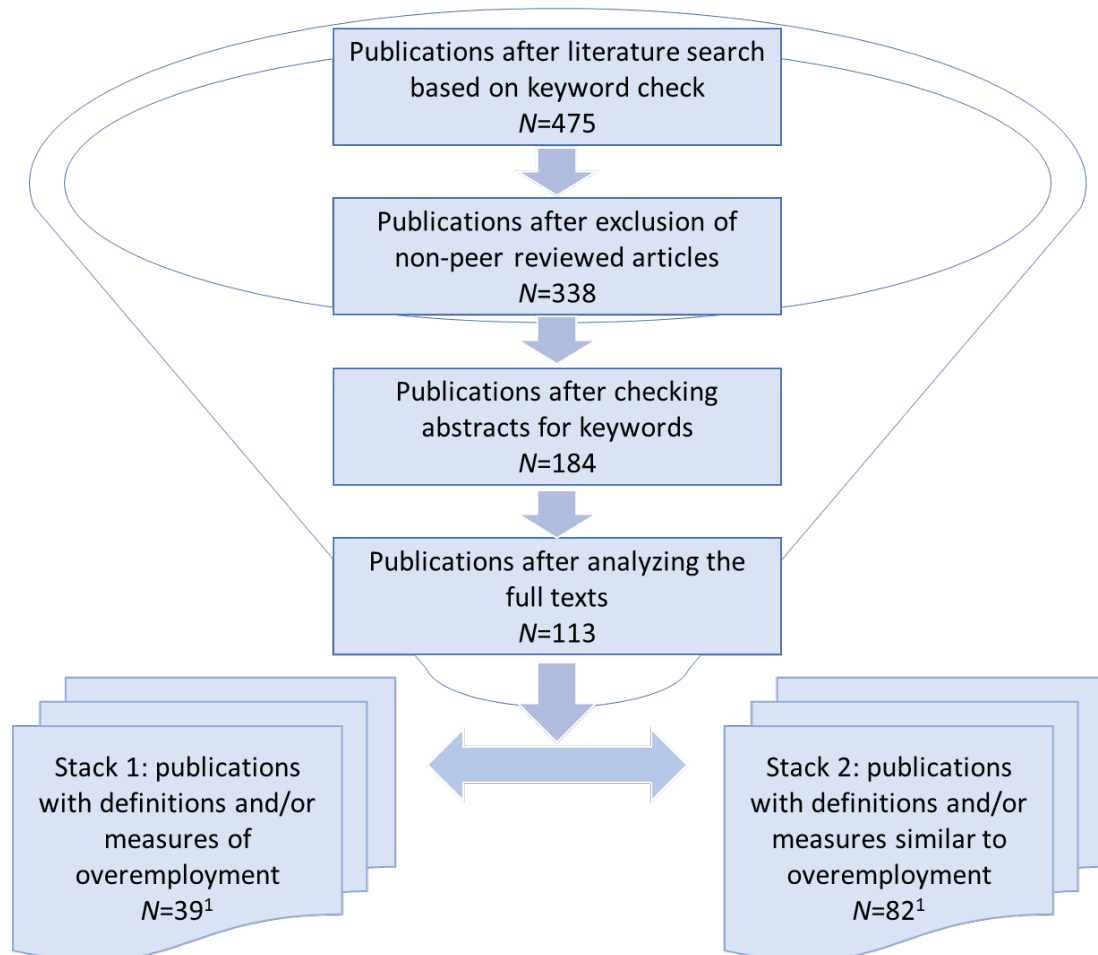 Publications after literature search
based on keyword check
N=475
Publications after exclusion of
non-peer reviewed articles
N=338
Publications after checking
abstracts for keywords
N=184
Publications after analyzing the
full texts
N=113
Stack 1: publications
with definitions and/or
measures of
overemployment
N=39¹
Stack 2: publications
with definitions and/or
measures similar to
overemployment
N=82¹